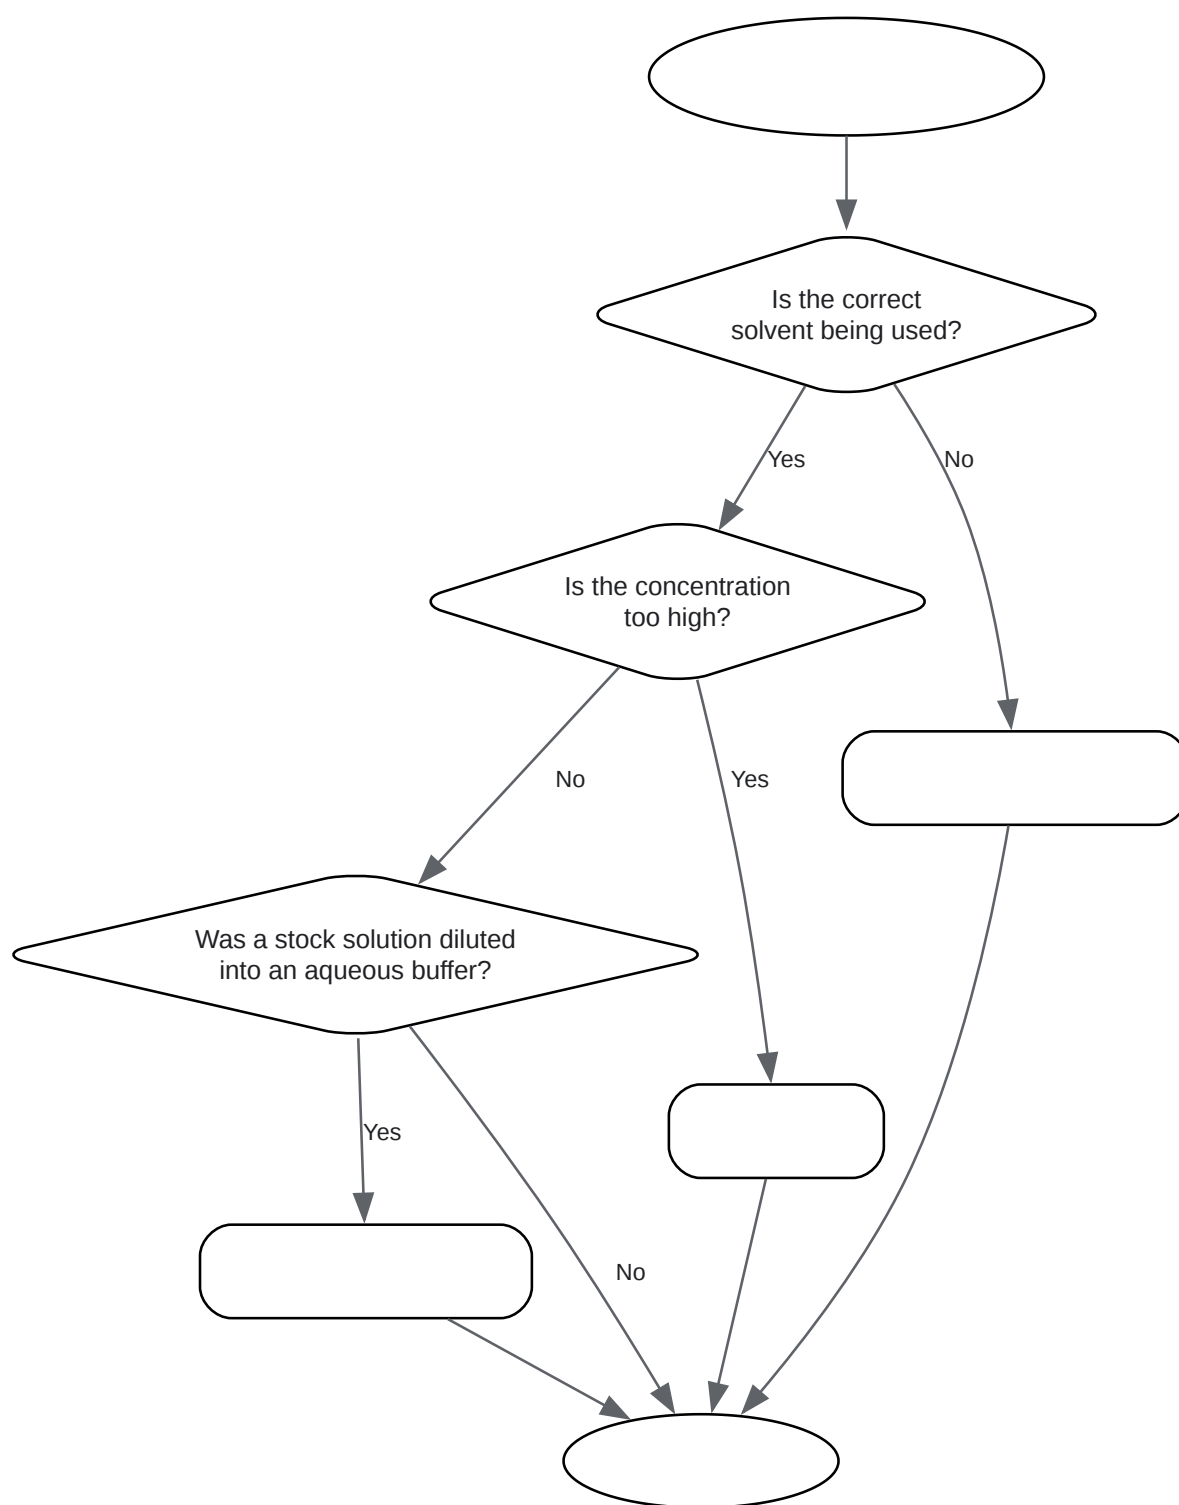 Is the correct
solvent being used?
Yes
No
Is the concentration
too high?
No
Yes
Was a stock solution diluted
into an aqueous buffer?
Yes
No